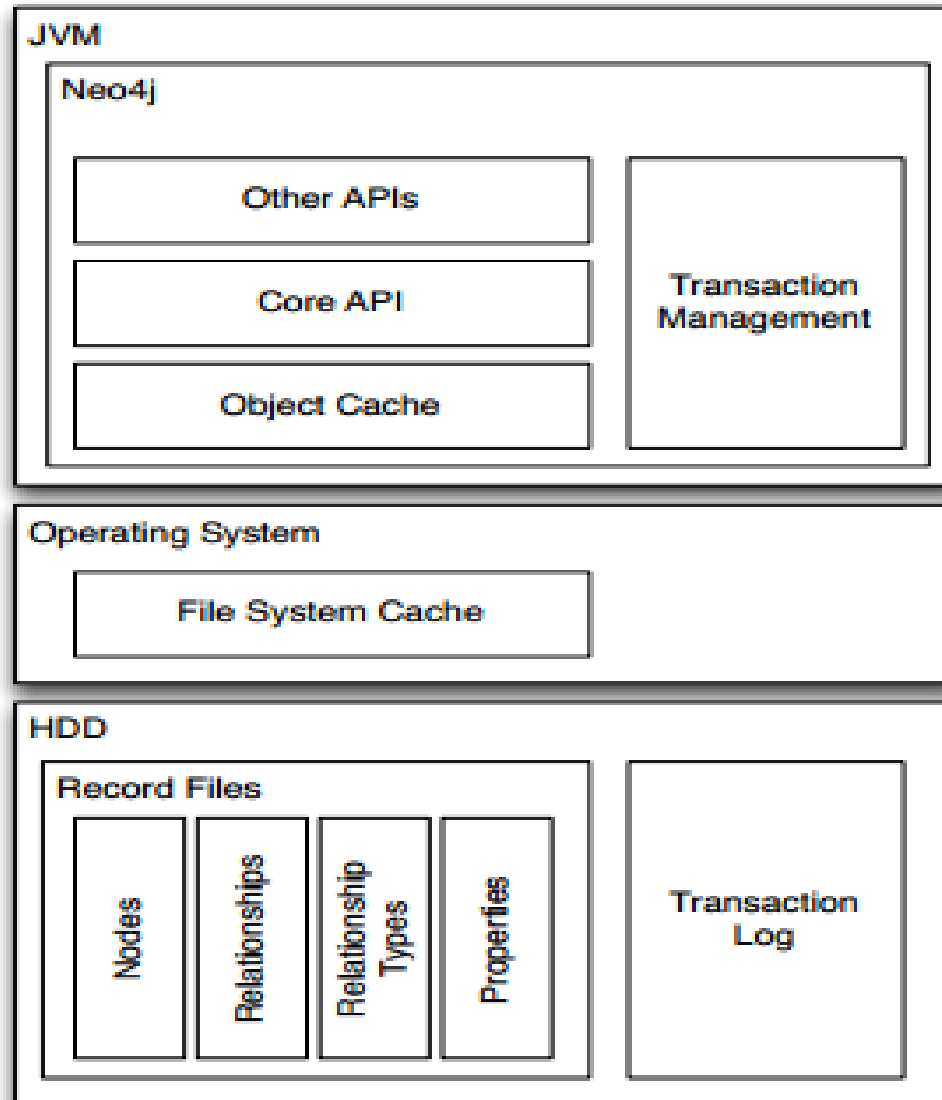 JVM
Neo4j
Other APIs
Core API
Object Cache
Transaction
Management
Operating System
File System Cache
HDD
Record Files
Nodes
Relationships
Relationship
Types
Properties
Transaction
Log